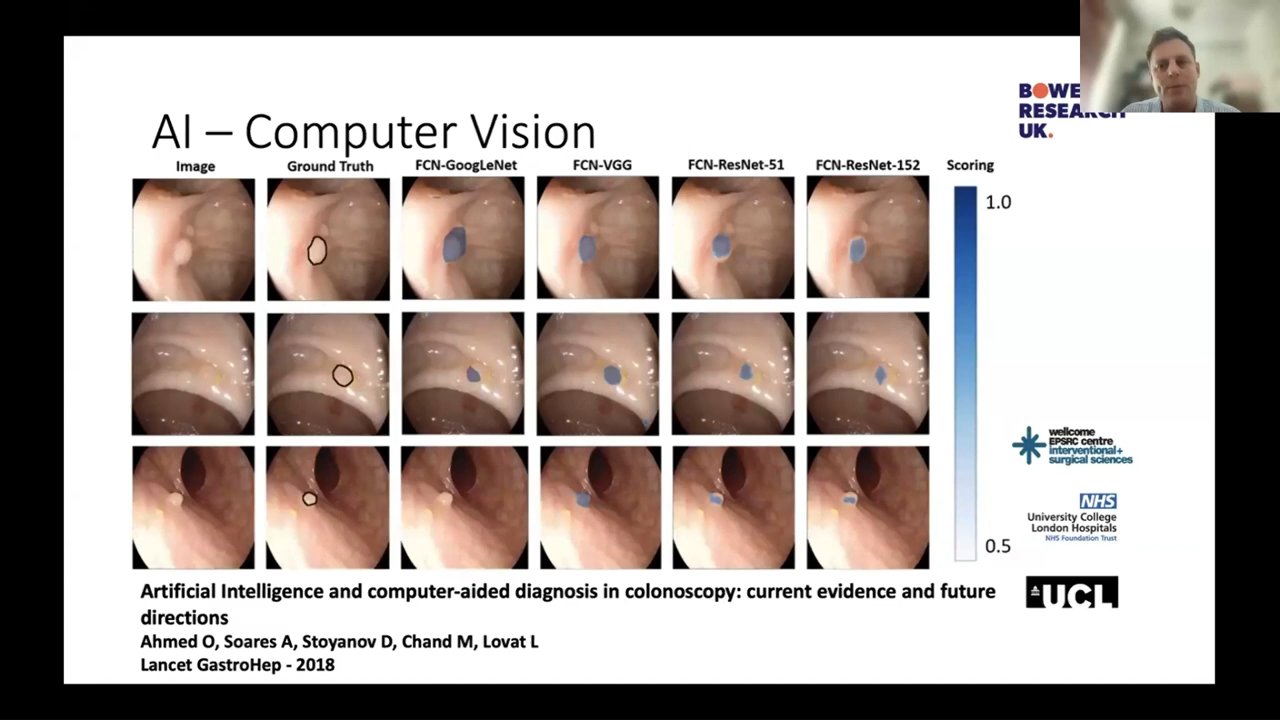 AI – Computer Vision
Image
Ground Truth
FCN-GoogLeNet
FCN-VGG
FCN-ResNet-51
FCN-ResNet-152
Scoring
1.0
0.5
BOWE
RESEARCH
UK.
wellcome
EPSRC centre
interventional+
surgical sciences
NHS
University College
London Hospitals
NHS Foundation Trust
UCL
Artificial Intelligence and computer-aided diagnosis in colonoscopy: current evidence and future
directions
Ahmed O, Soares A, Stoyanov D, Chand M, Lovat L
Lancet GastroHep - 2018